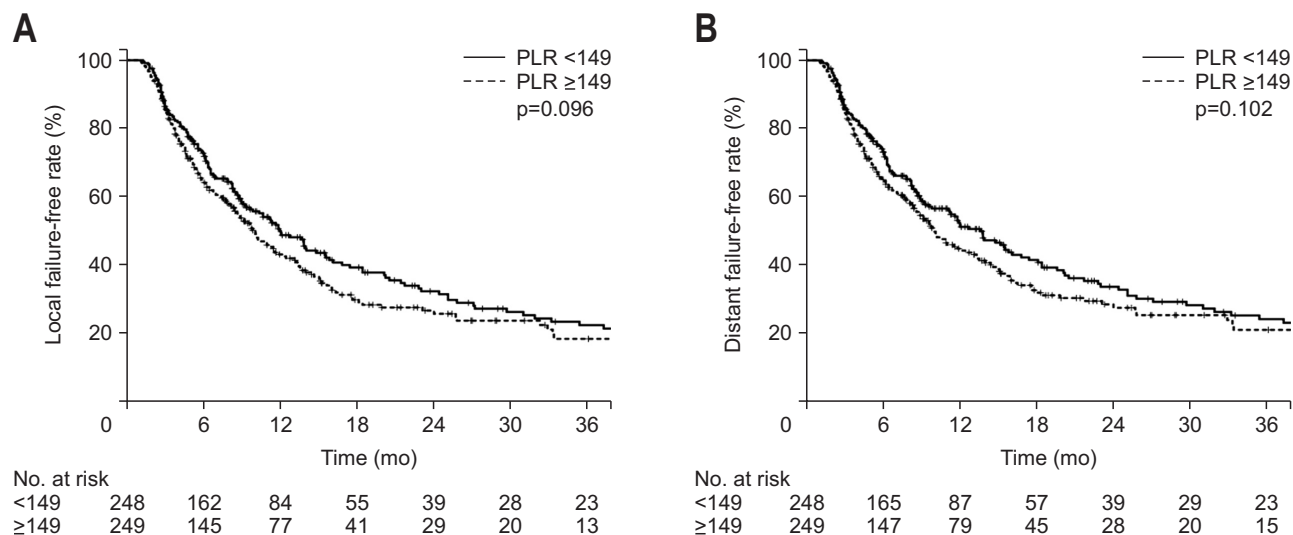 A
PLR <149
PLR ≥149
p=0.096
Local failure-free rate (%)
100
80
60
40
20
0
6
12
18
24
30
36
Time (mo)
No. at risk
<149 248 162 84 55 39 28 23
≥149 249 145 77 41 29 20 13
B
PLR <149
PLR ≥149
p=0.102
Distant failure-free rate (%)
100
80
60
40
20
0
6
12
18
24
30
36
Time (mo)
No. at risk
<149 248 165 87 57 39 29 23
≥149 249 147 79 45 28 20 15